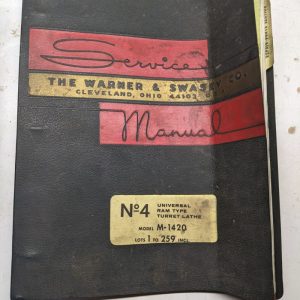 Service
THE WARNER & SWASEY CO.
CLEVELAND, OHIO 44103
Manual
No4
UNIVERSAL
RAM TYPE
TURRET LATHE
MODEL M-1420
LOTS 1 TO 259 INCL.